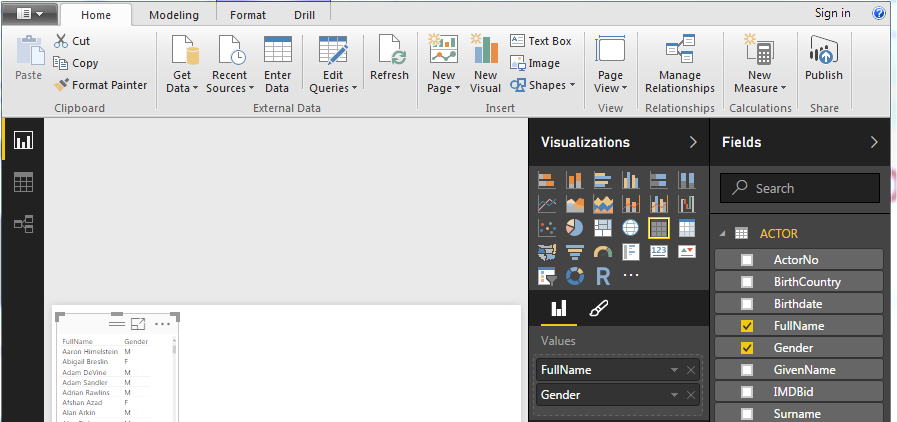 Home Modeling Format Drill Sign in
Paste
Cut
Copy
Format Painter
Get Data
Recent Sources
Enter Data
Edit Queries
Refresh
New Page
New Visual
Text Box
Image
Shapes
Page View
Manage Relationships
New Measure
Publish
Clipboard External Data Insert View Relationships Calculations Share
Visualizations
R
123
Values
FullName
Gender
Fields
Search
ACTOR
ActorNo
BirthCountry
Birthdate
FullName
Gender
GivenName
IMDBid
Surname
FullName Gender
Aaron Himelstein M
Abigail Breslin F
Adam DeVine M
Adam Sandler M
Adrian Rawlins M
Afshan Azad F
Alan Arkin M